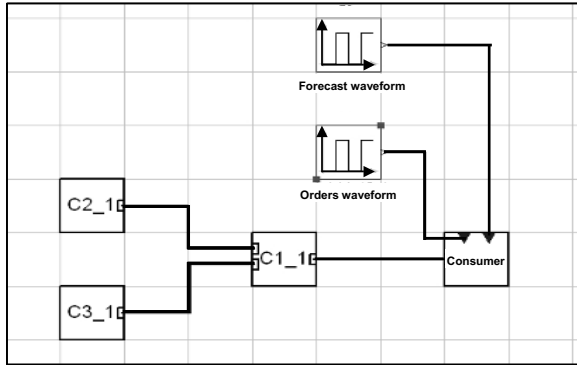 Forecast waveform
Orders waveform
C2_1
C1_1
Consumer
C3_1